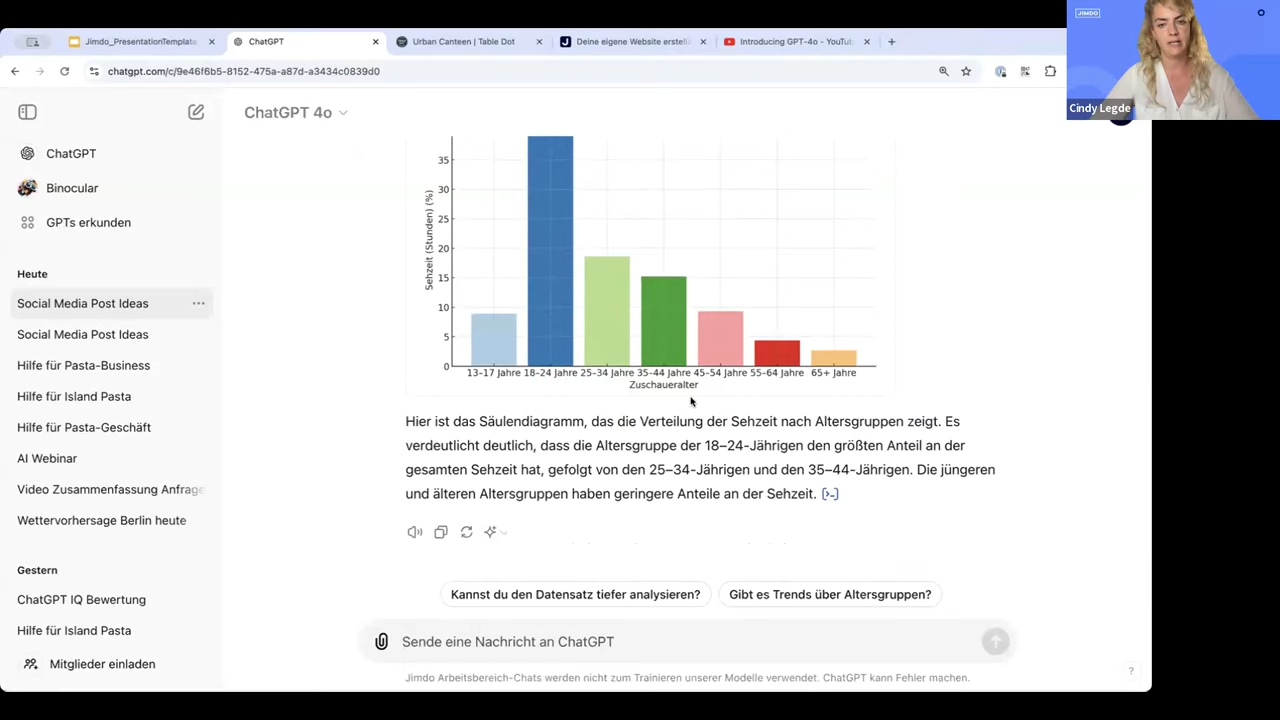 JIMDO
Cindy Legde
Jimdo_PresentationTemplate
ChatGPT
Urban Canteen | Table Dot
Deine eigene Website erstell
Introducing GPT-4o - YouTub
chatgpt.com/c/9e46f6b5-8152-475a-a87d-a3434c0839d0
ChatGPT 4o
ChatGPT
Binocular
GPTs erkunden
Heute
Social Media Post Ideas
Social Media Post Ideas
Hilfe für Pasta-Business
Hilfe für Island Pasta
Hilfe für Pasta-Geschäft
AI Webinar
Video Zusammenfassung Anfrage
Wettervorhersage Berlin heute
Gestern
ChatGPT IQ Bewertung
Hilfe für Island Pasta
Mitglieder einladen
Sehzeit (Stunden) (%)
35
30
25
20
15
10
5
0
13–17 Jahre 18–24 Jahre 25–34 Jahre 35–44 Jahre 45–54 Jahre 55–64 Jahre 65+ Jahre
Zuschaueralter
Hier ist das Säulendiagramm, das die Verteilung der Sehzeit nach Altersgruppen zeigt. Es
verdeutlicht deutlich, dass die Altersgruppe der 18–24-Jährigen den größten Anteil an der
gesamten Sehzeit hat, gefolgt von den 25–34-Jährigen und den 35–44-Jährigen. Die jüngeren
und älteren Altersgruppen haben geringere Anteile an der Sehzeit. [>-]
Kannst du den Datensatz tiefer analysieren?
Gibt es Trends über Altersgruppen?
Sende eine Nachricht an ChatGPT
Jimdo Arbeitsbereich-Chats werden nicht zum Trainieren unserer Modelle verwendet. ChatGPT kann Fehler machen.
?